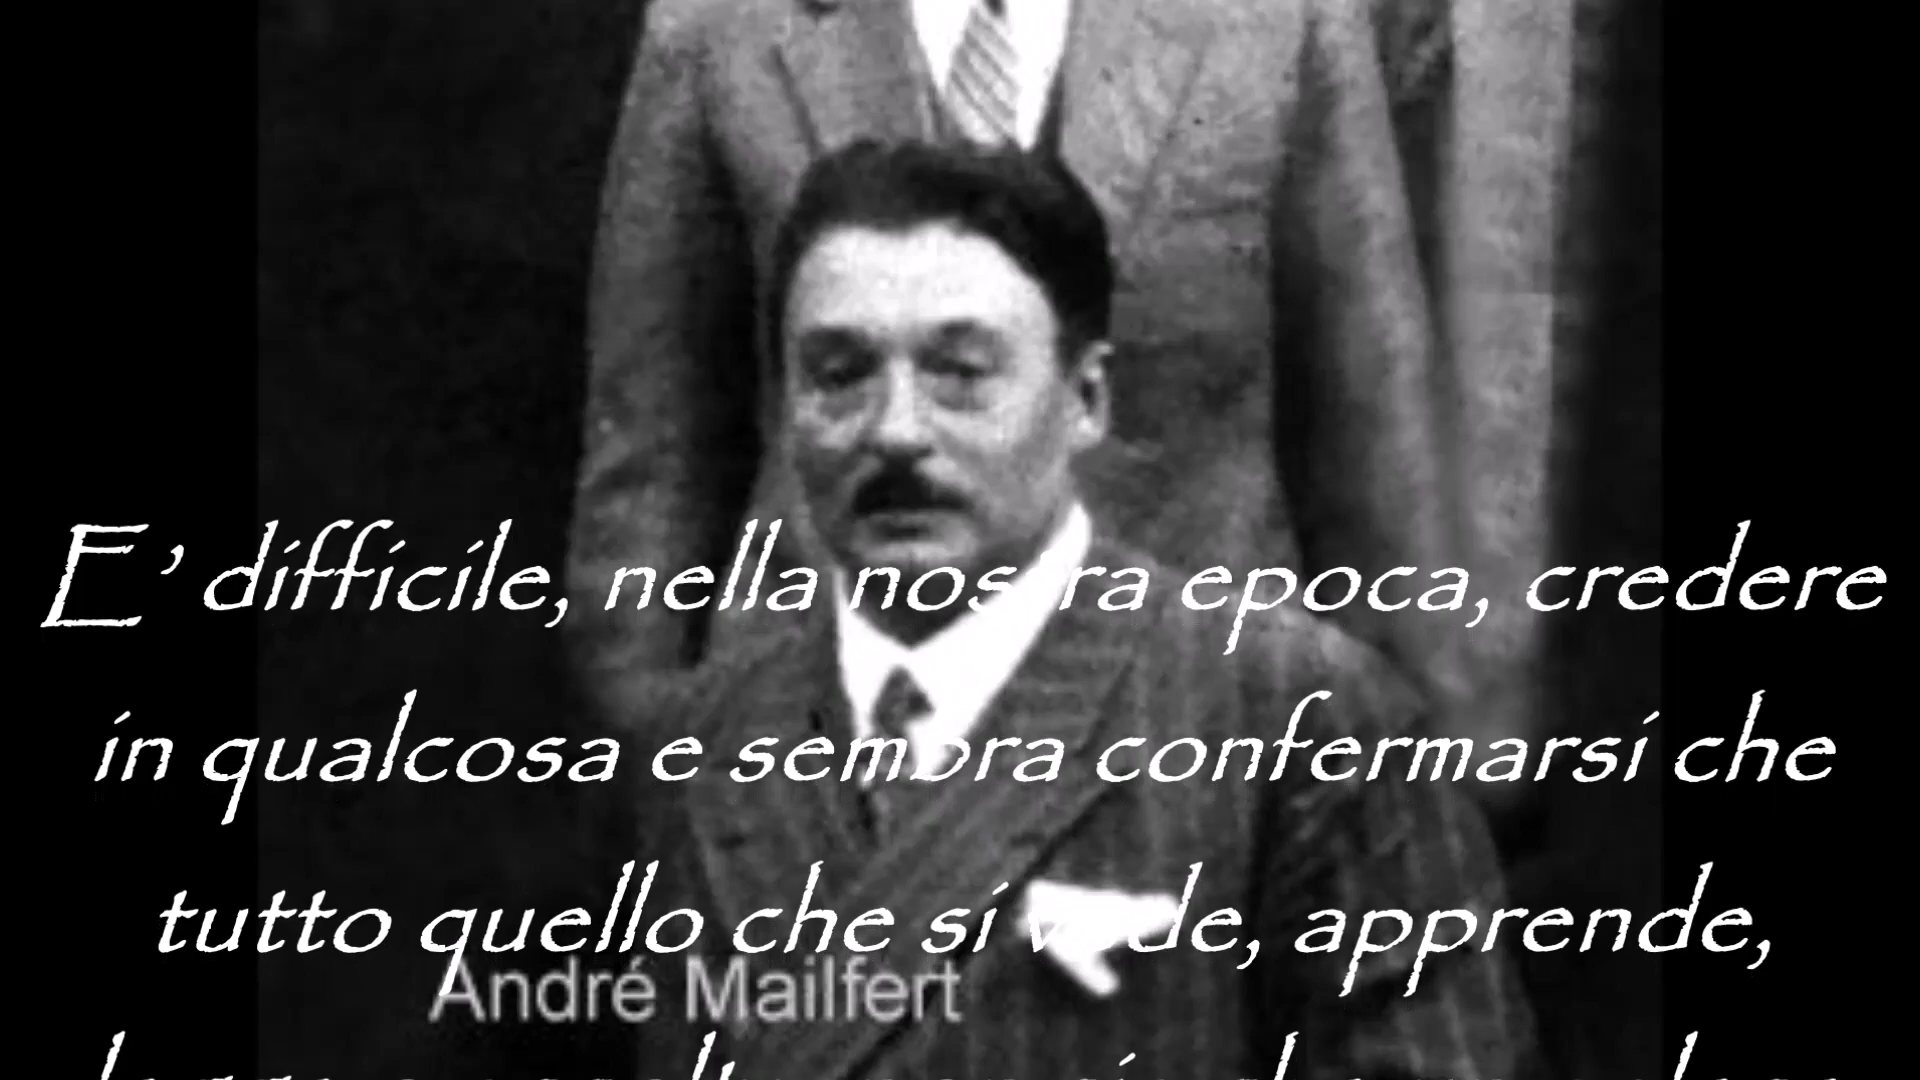 E' difficile, nella nostra epoca, credere
in qualcosa e sembra confermarsi che
tutto quello che si vede, apprende,
André Mailfert